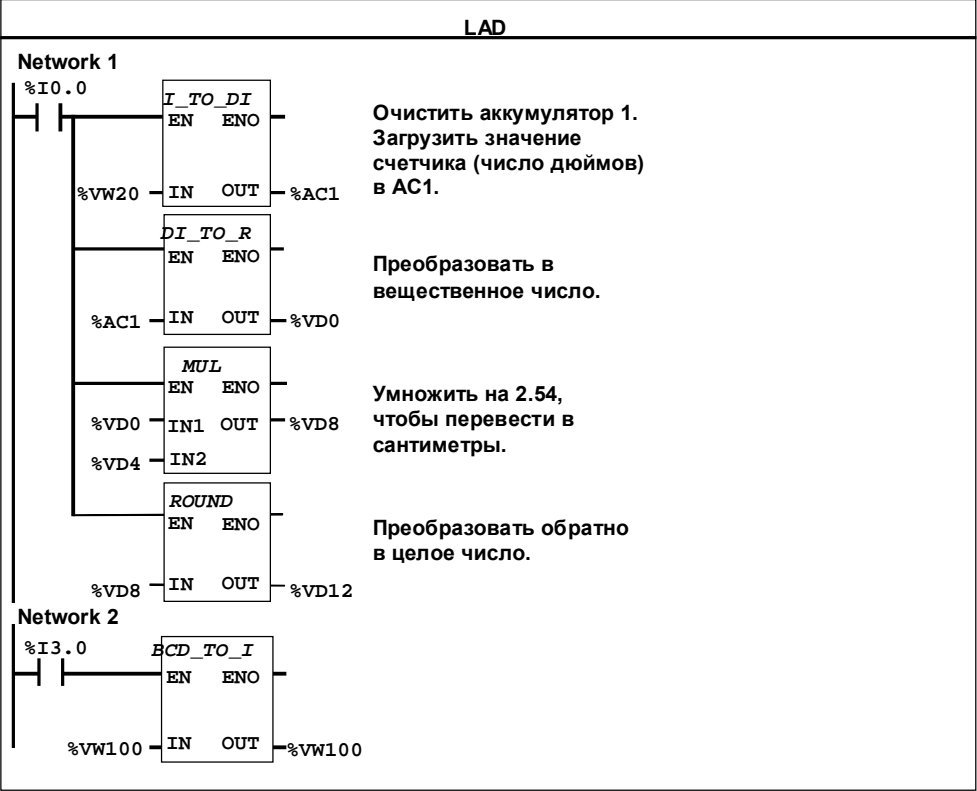 LAD
Network 1
%I0.0
I_TO_DI
EN ENO
%VW20 IN OUT %AC1
Очистить аккумулятор 1.
Загрузить значение
счетчика (число дюймов)
в AC1.
DI_TO_R
EN ENO
%AC1 IN OUT %VD0
Преобразовать в
вещественное число.
MUL
EN ENO
%VD0 IN1 OUT %VD8
%VD4 IN2
Умножить на 2.54,
чтобы перевести в
сантиметры.
ROUND
EN ENO
%VD8 IN OUT %VD12
Преобразовать обратно
в целое число.
Network 2
%I3.0
BCD_TO_I
EN ENO
%VW100 IN OUT %VW100